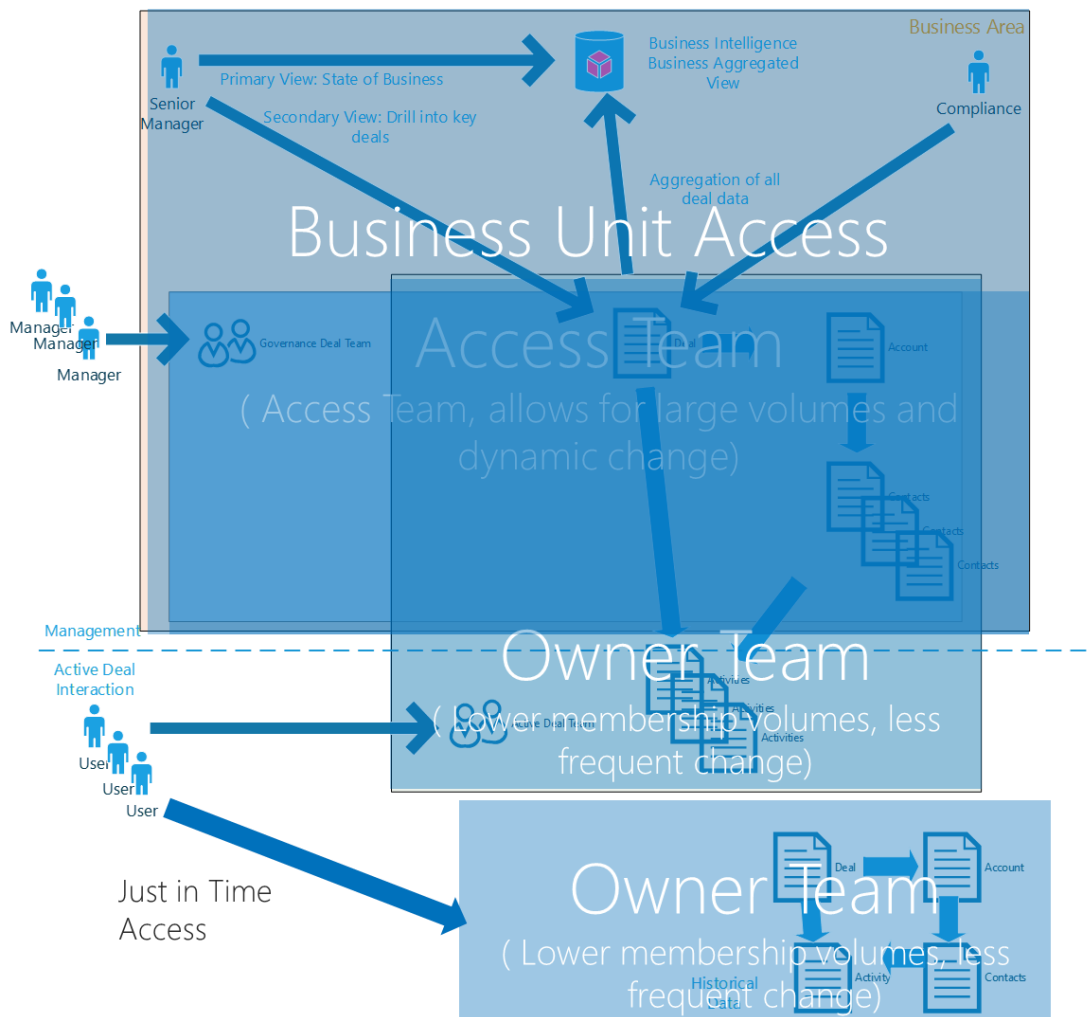 Business Area
Business Intelligence
Business Aggregated
View
Primary View: State of Business
Senior
Manager
Compliance
Secondary View: Drill into key
deals
Aggregation of all
deal data
Business Unit Access
Manager
Manager
Manager
Governance Deal Team
Access Team
Deal
Account
( Access Team, allows for large volumes and
dynamic change)
Contacts
Contacts
Contacts
Management
Owner Team
Active Deal
Interaction
Activities
Activities
Activities
Active Deal Team
( Lower membership volumes, less
frequent change)
User
User
User
Just in Time
Access
Deal
Account
Owner Team
( Lower membership volumes, less
frequent change)
Activity
Contacts
Historical
Data